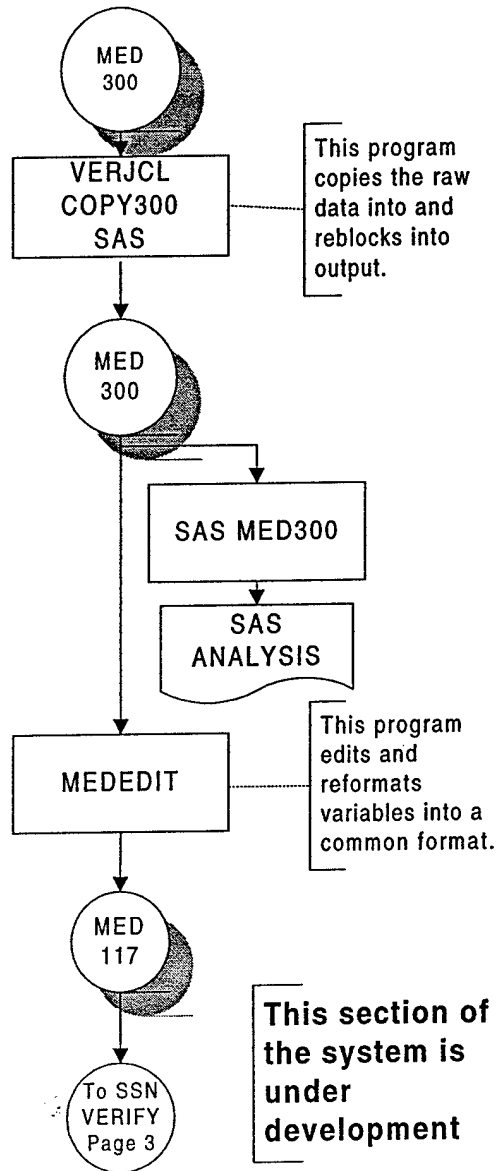 MED
300
VERJCL
COPY300
SAS
This program
copies the raw
data into and
reblocks into
output.
MED
300
SAS MED300
SAS
ANALYSIS
This program
edits and
reformats
variables into a
common format.
MEDEDIT
MED
117
This section of
the system is
under
development
To SSN
VERIFY
Page 3